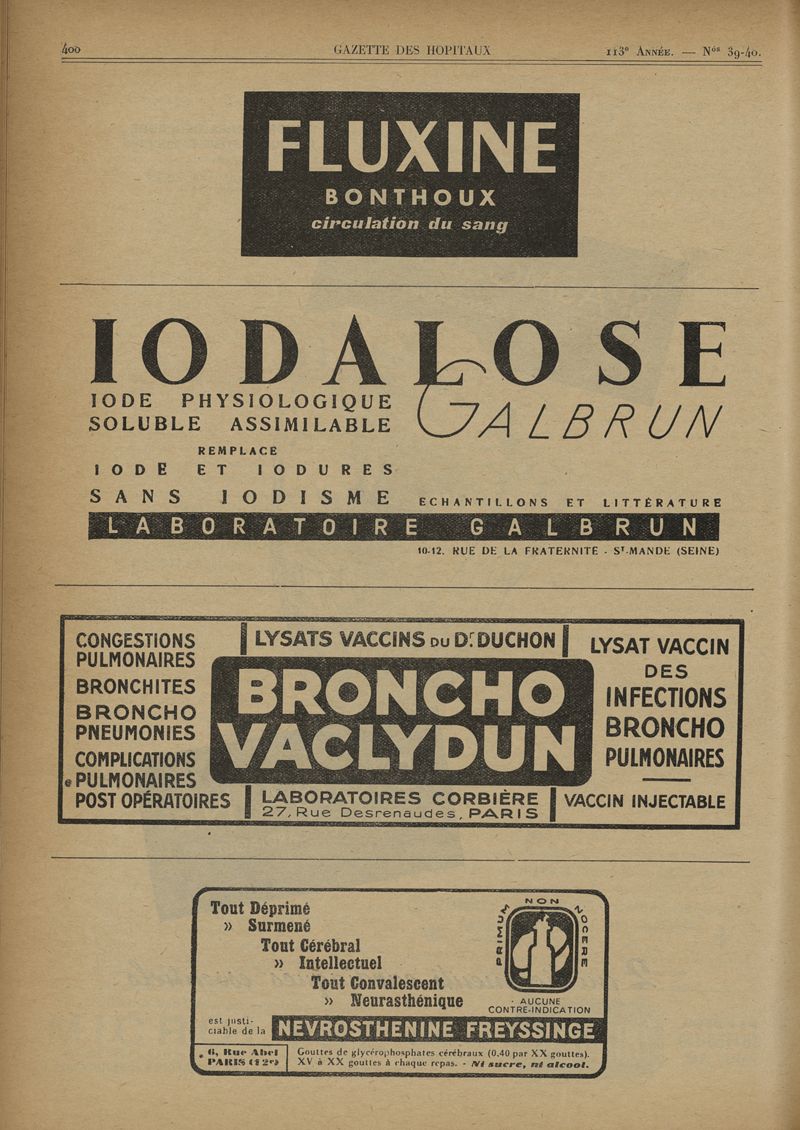 400
GAZETTE DES HOPITAUX
113e ANNÉE. — Nos 39-40.
FLUXINE
BONTHOUX
circulation du sang
IODALOSE
GALBRUN
IODE PHYSIOLOGIQUE
SOLUBLE ASSIMILABLE
REMPLACE
IODE ET IODURES
SANS IODISME
ECHANTILLONS ET LITTÉRATURE
LABORATOIRE GALBRUN
10-12, RUE DE LA FRATERNITE - ST-MANDE (SEINE)
CONGESTIONS
PULMONAIRES
BRONCHITES
BRONCHO
PNEUMONIES
COMPLICATIONS
PULMONAIRES
POST OPÉRATOIRES
LYSATS VACCINS DU Dr. DUCHON
BRONCHO
VACLYDUN
LABORATOIRES CORBIÈRE
27, Rue Desrenaudes, PARIS
LYSAT VACCIN
DES
INFECTIONS
BRONCHO
PULMONAIRES
VACCIN INJECTABLE
Tout Déprimé
» Surmené
Tout Cérébral
» Intellectuel
Tout Convalescent
» Neurasthénique
PRIMUM NON NOCERE
AUCUNE
CONTRE-INDICATION
est justi-
ciable de la
NEVROSTHENINE FREYSSINGE
6, Rue Abel
PARIS (12e)
Gouttes de glycérophosphates cérébraux (0.40 par XX gouttes).
XV à XX gouttes à chaque repas. - Ni sucre, ni alcool.